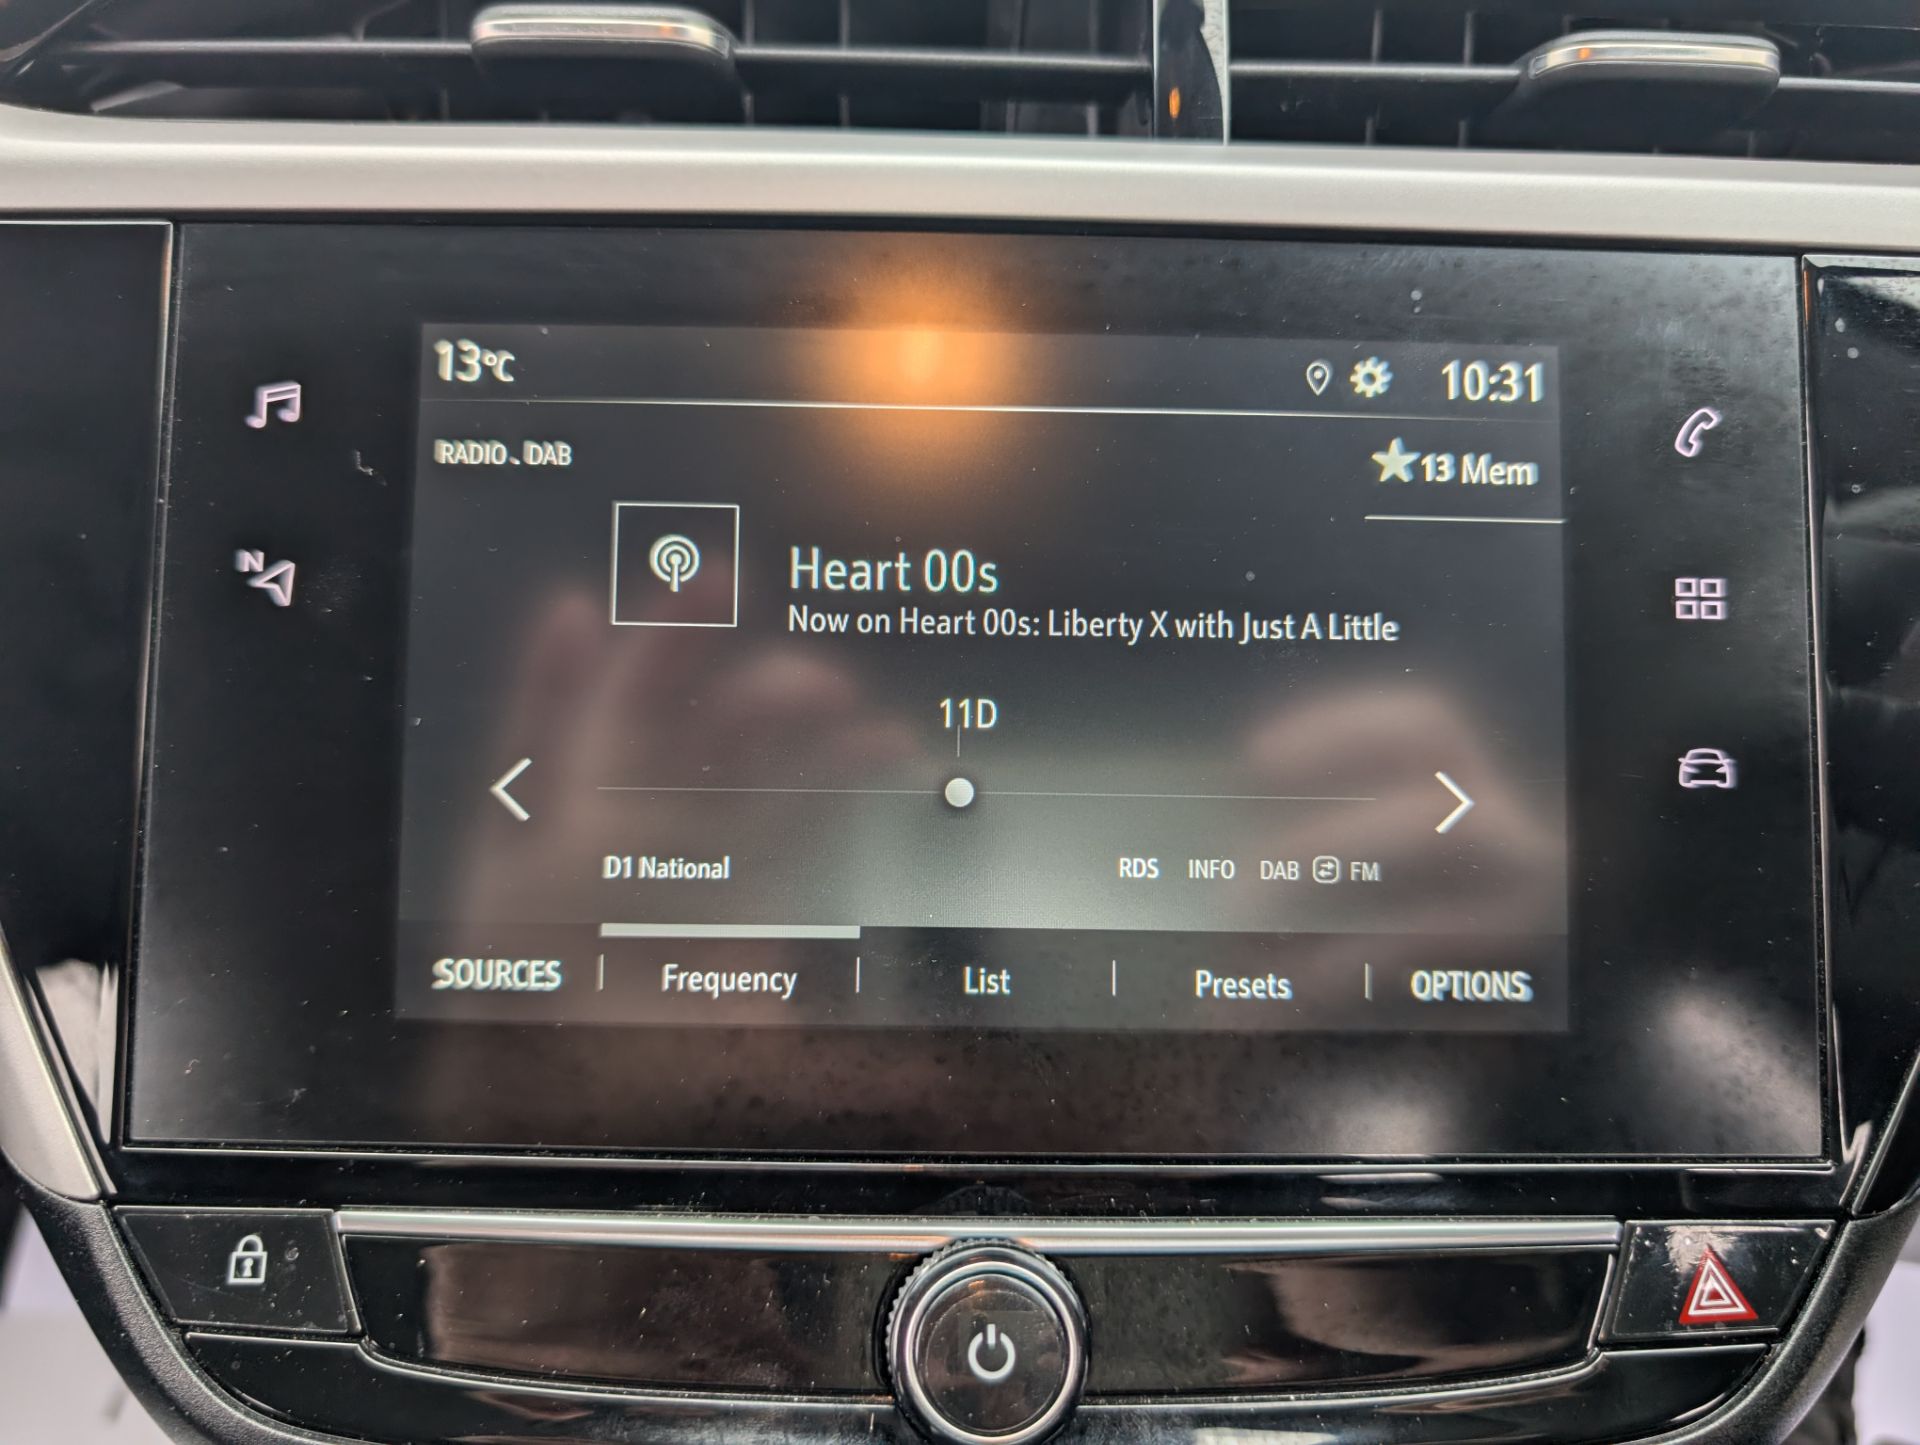 13°C
10:31
RADIO . DAB
13 Mem
Heart 00s
Now on Heart 00s: Liberty X with Just A Little
11D
N
D1 National
RDS INFO DAB FM
SOURCES Frequency List Presets OPTIONS